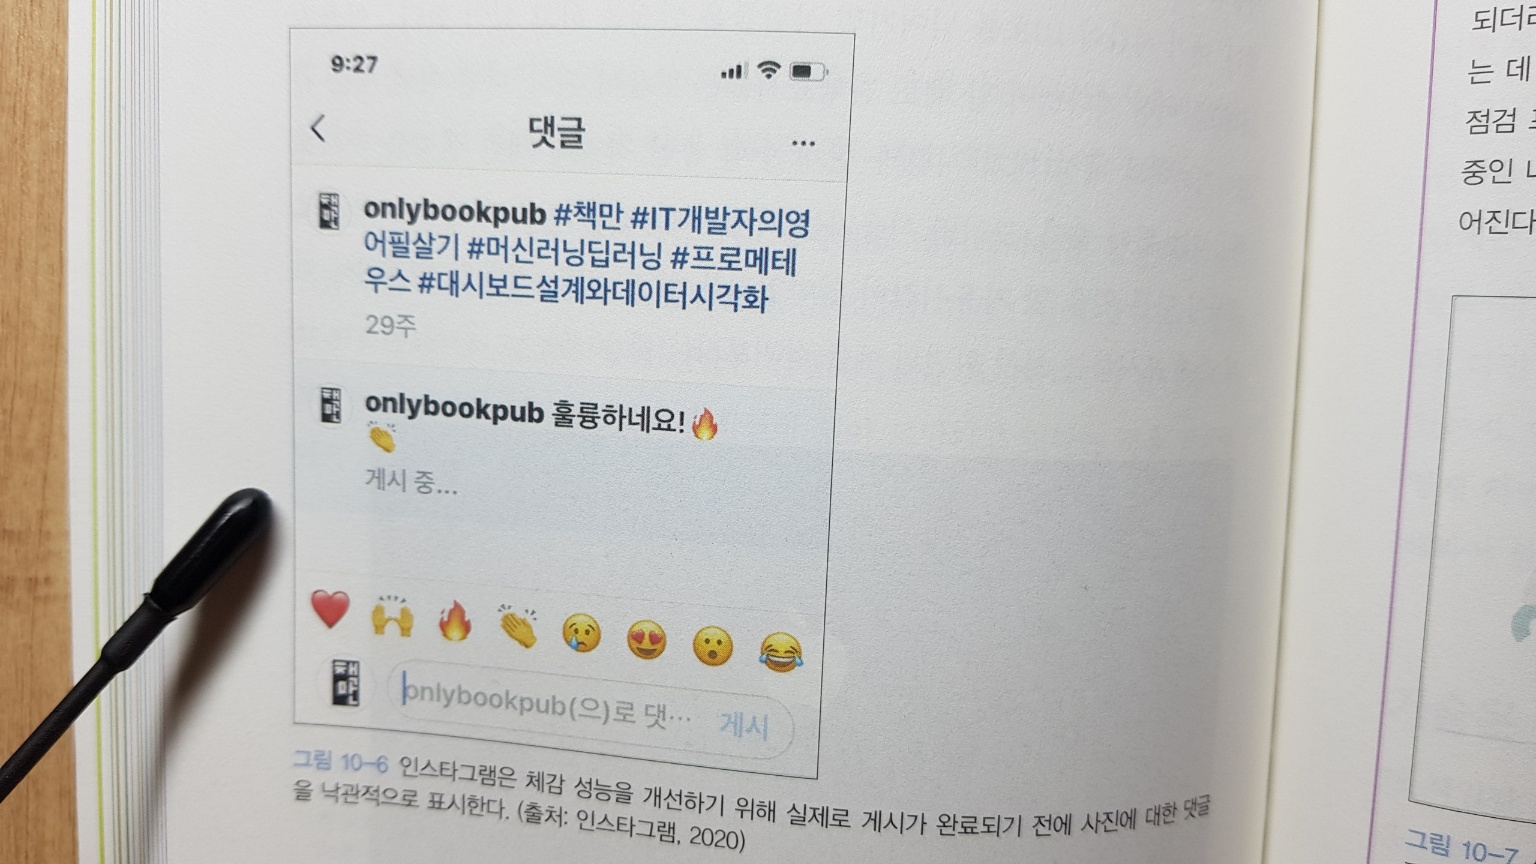 9:27
댓글
...
onlybookpub #책만 #IT개발자의영
어필살기 #머신러닝딥러닝 #프로메테
우스 #대시보드설계와데이터시각화
29주
onlybookpub 훌륭하네요!🔥
👏
게시 중...
❤️ 🙌 🔥 👏 😢 😍 😮 😂
책만
onlybookpub(으)로 댓… 게시
그림 10-6 인스타그램은 체감 성능을 개선하기 위해 실제로 게시가 완료되기 전에 사진에 대한 댓글
을 낙관적으로 표시한다. (출처: 인스타그램, 2020)
는 데
점검
중인
어진다
그림 10-7